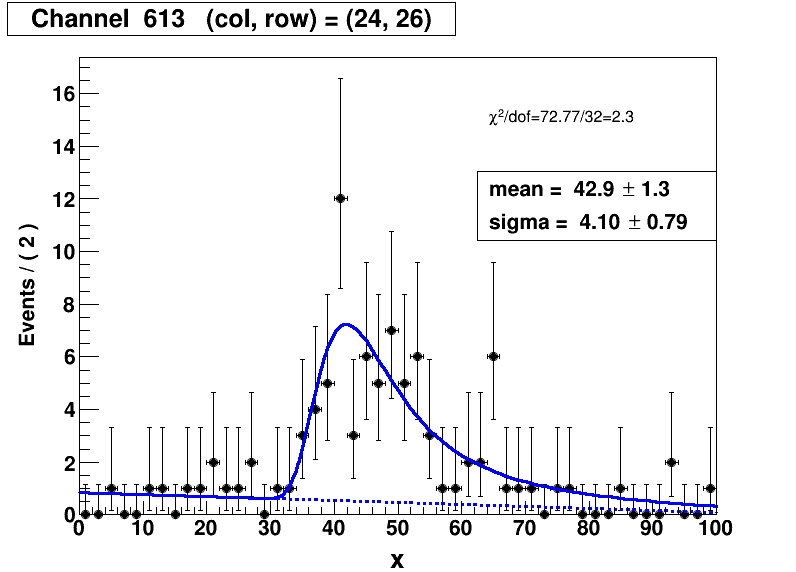 Channel 613 (col, row) = (24, 26)
χ²/dof=72.77/32=2.3
mean = 42.9 ± 1.3
sigma = 4.10 ± 0.79
Events / ( 2 )
16
14
12
10
8
6
4
2
0
0 10 20 30 40 50 60 70 80 90 100
x